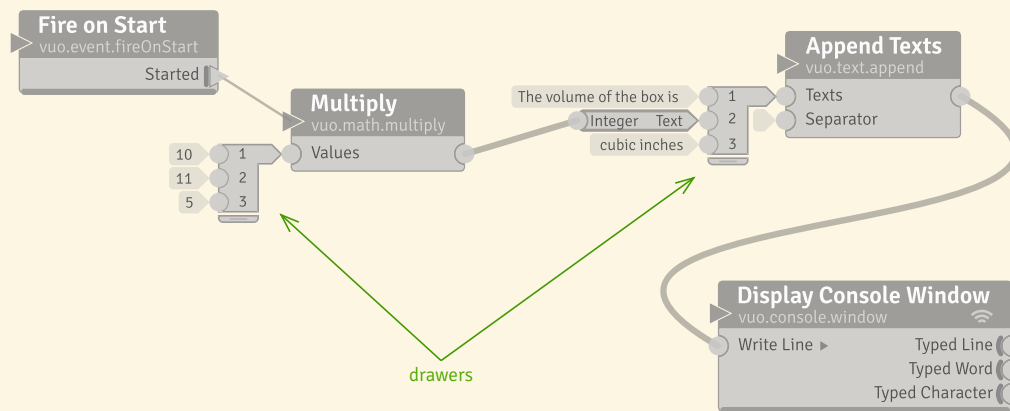 Fire on Start
vuo.event.fireOnStart
Started
Multiply
vuo.math.multiply
Values
10 1
11 2
5 3
The volume of the box is 1
Integer Text 2
cubic inches 3
Append Texts
vuo.text.append
Texts
Separator
drawers
Display Console Window
vuo.console.window
Write Line ▶ Typed Line
Typed Word
Typed Character